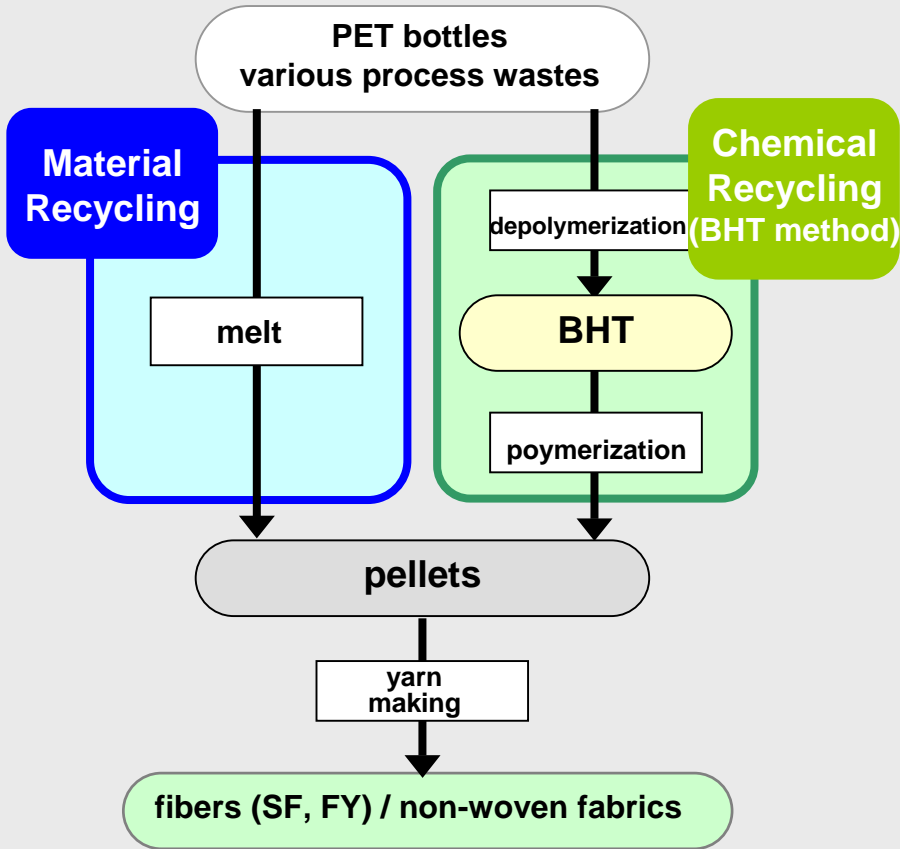 PET bottles
various process wastes
Material
Recycling
Chemical
Recycling
(BHT method)
depolymerization
melt
BHT
poymerization
pellets
yarn
making
fibers (SF, FY) / non-woven fabrics